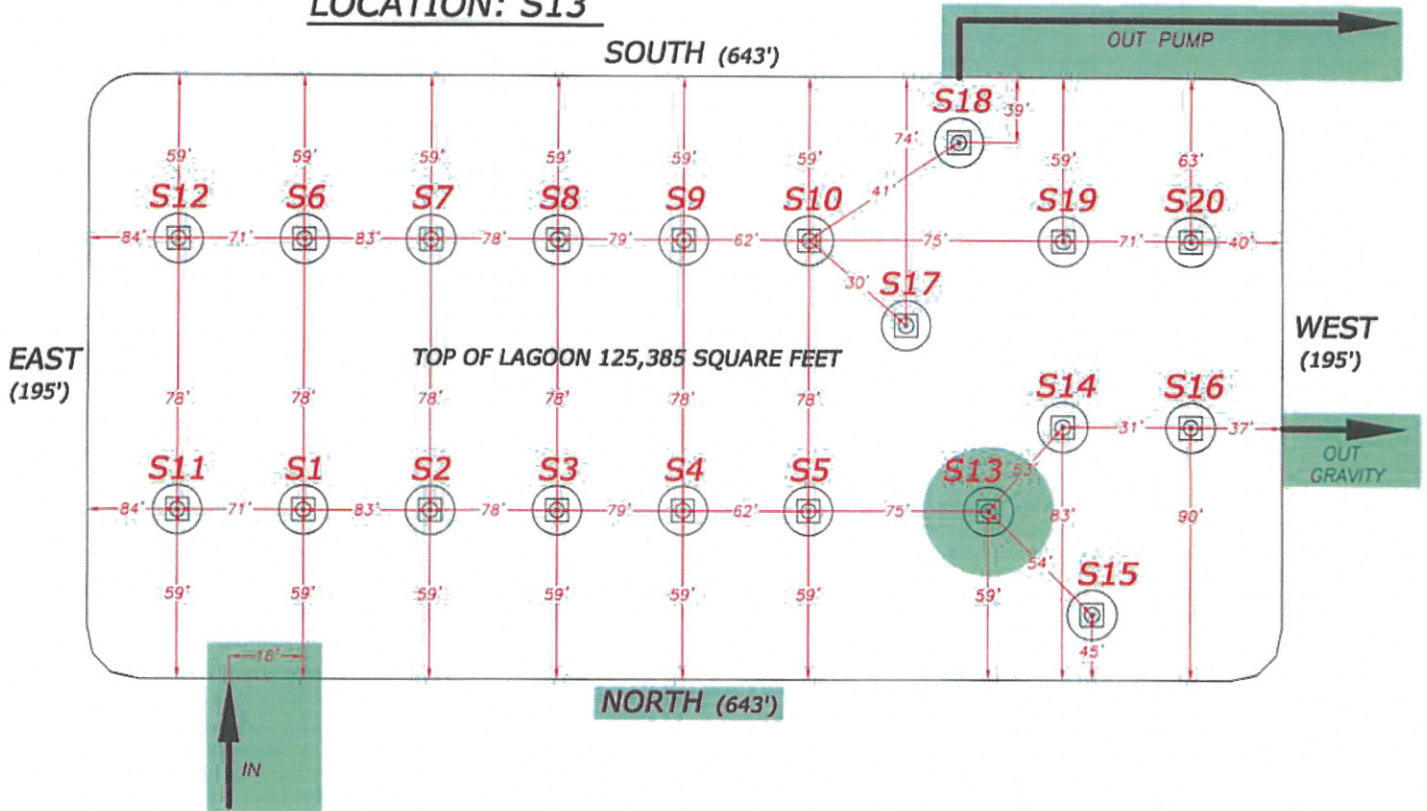 LOCATION: S13
OUT PUMP
SOUTH (643')
S18
39'
74'
59' 59' 59' 59' 59' 59' 59' 63'
S12 S6 S7 S8 S9 S10 41' S19 S20
84' 71' 83' 78' 79' 62' 75' 71' 40'
30' S17
EAST
(195')
WEST
(195')
TOP OF LAGOON 125,385 SQUARE FEET
78' 78' 78' 78' 78' 78'
S14 S16
31' 37'
OUT
GRAVITY
S11 S1 S2 S3 S4 S5 S13 53'
84' 71' 83' 78' 79' 62' 75' 83' 90'
54' S15
59' 59' 59' 59' 59' 59' 59'
45'
NORTH (643')
IN